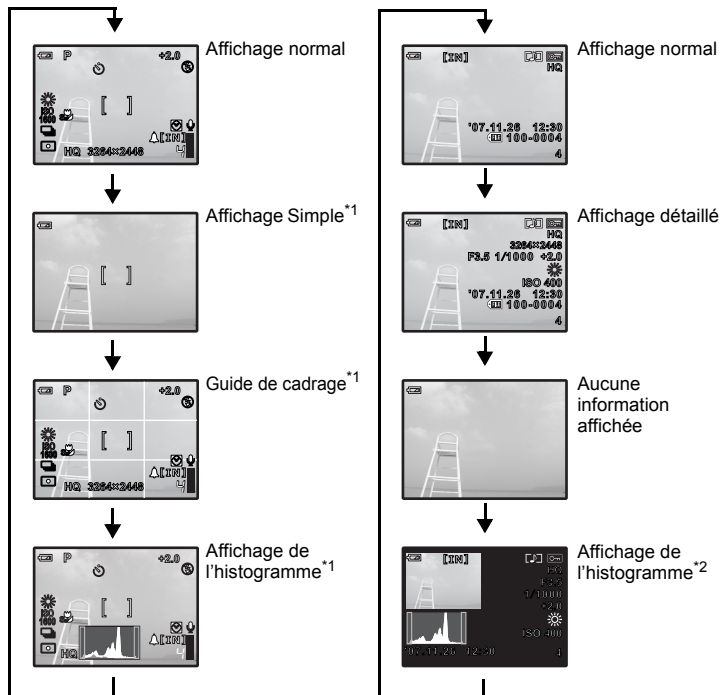 Affichage normal
P +2.0
ISO
1600
[IN]
HQ 3264×2448 4
Affichage Simple*1
Guide de cadrage*1
P +2.0
ISO
1600
[IN]
HQ 3264×2448 4
Affichage de
l'histogramme*1
P +2.0
ISO
1600
[IN]
HQ 4
Affichage normal
[IN]
HQ
'07.11.26 12:30
100-0004
4
Affichage détaillé
[IN]
HQ
3264×2448
F3.5 1/1000 +2.0
ISO 400
'07.11.26 12:30
100-0004
4
Aucune
information
affichée
Affichage de
l'histogramme*2
[IN]
HQ
F3.5
1/1000
+2.0
ISO 400
'07.11.26 12:30 4